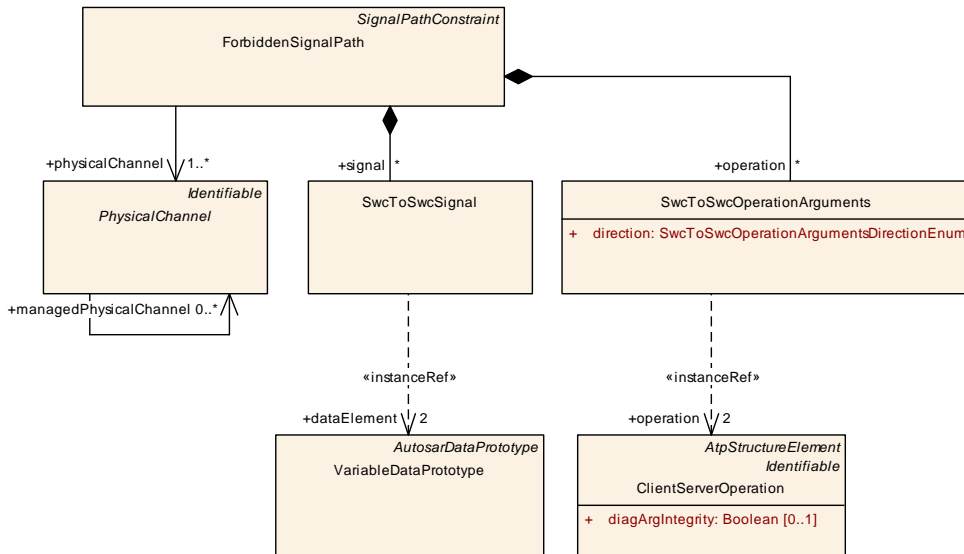 SignalPathConstraint
ForbiddenSignalPath
+physicalChannel 1..*
+signal *
+operation *
Identifiable
PhysicalChannel
SwcToSwcSignal
SwcToSwcOperationArguments
+ direction: SwcToSwcOperationArgumentsDirectionEnum
+managedPhysicalChannel 0..*
«instanceRef»
«instanceRef»
+dataElement 2
+operation 2
AutosarDataPrototype
VariableDataPrototype
AtpStructureElement
Identifiable
ClientServerOperation
+ diagArgIntegrity: Boolean [0..1]